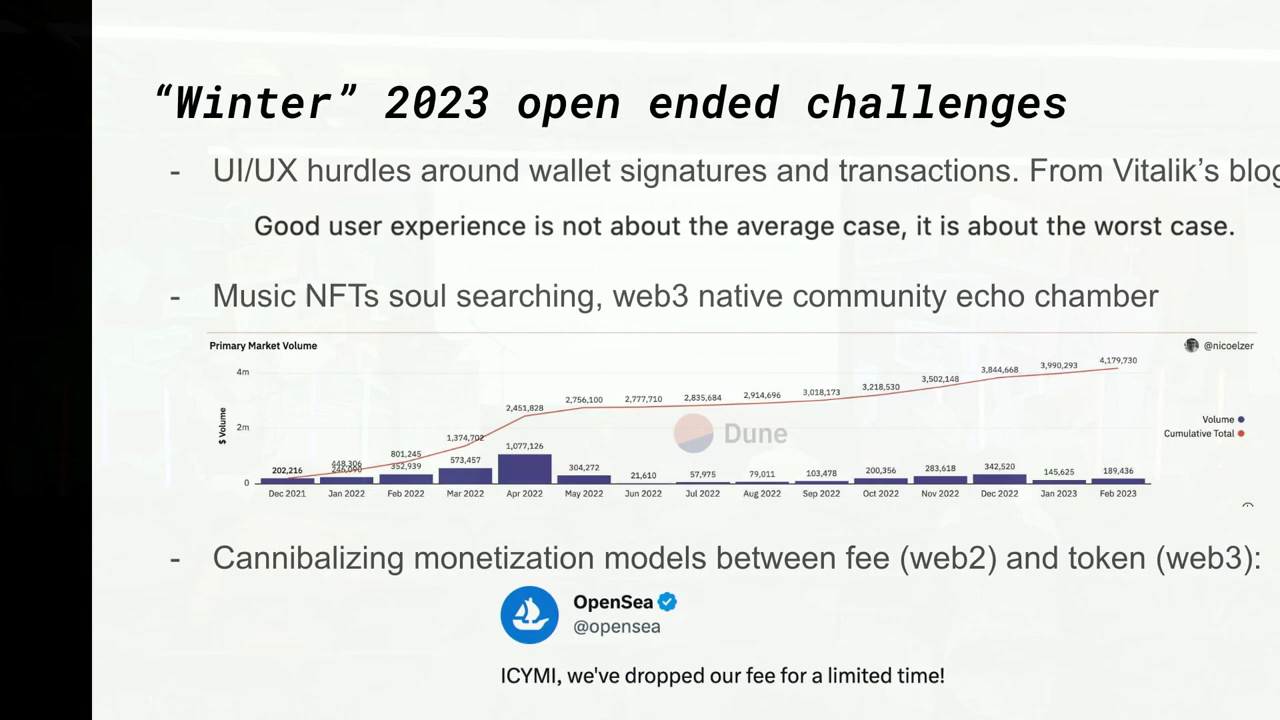 “Winter” 2023 open ended challenges
- UI/UX hurdles around wallet signatures and transactions. From Vitalik’s blog
Good user experience is not about the average case, it is about the worst case.
- Music NFTs soul searching, web3 native community echo chamber
Primary Market Volume
@nicoelzer
4m
2m
0
$ Volume
202,216
448,306
801,245
352,939
1,374,702
573,457
2,451,828
1,077,126
2,756,100
304,272
2,777,710
21,610
2,835,684
57,975
2,914,696
79,011
3,018,173
103,478
3,218,530
200,356
3,502,148
283,618
3,844,668
342,520
3,990,293
145,625
4,179,730
189,436
Dune
Volume
Cumulative Total
Dec 2021 Jan 2022 Feb 2022 Mar 2022 Apr 2022 May 2022 Jun 2022 Jul 2022 Aug 2022 Sep 2022 Oct 2022 Nov 2022 Dec 2022 Jan 2023 Feb 2023
- Cannibalizing monetization models between fee (web2) and token (web3):
OpenSea
@opensea
ICYMI, we've dropped our fee for a limited time!